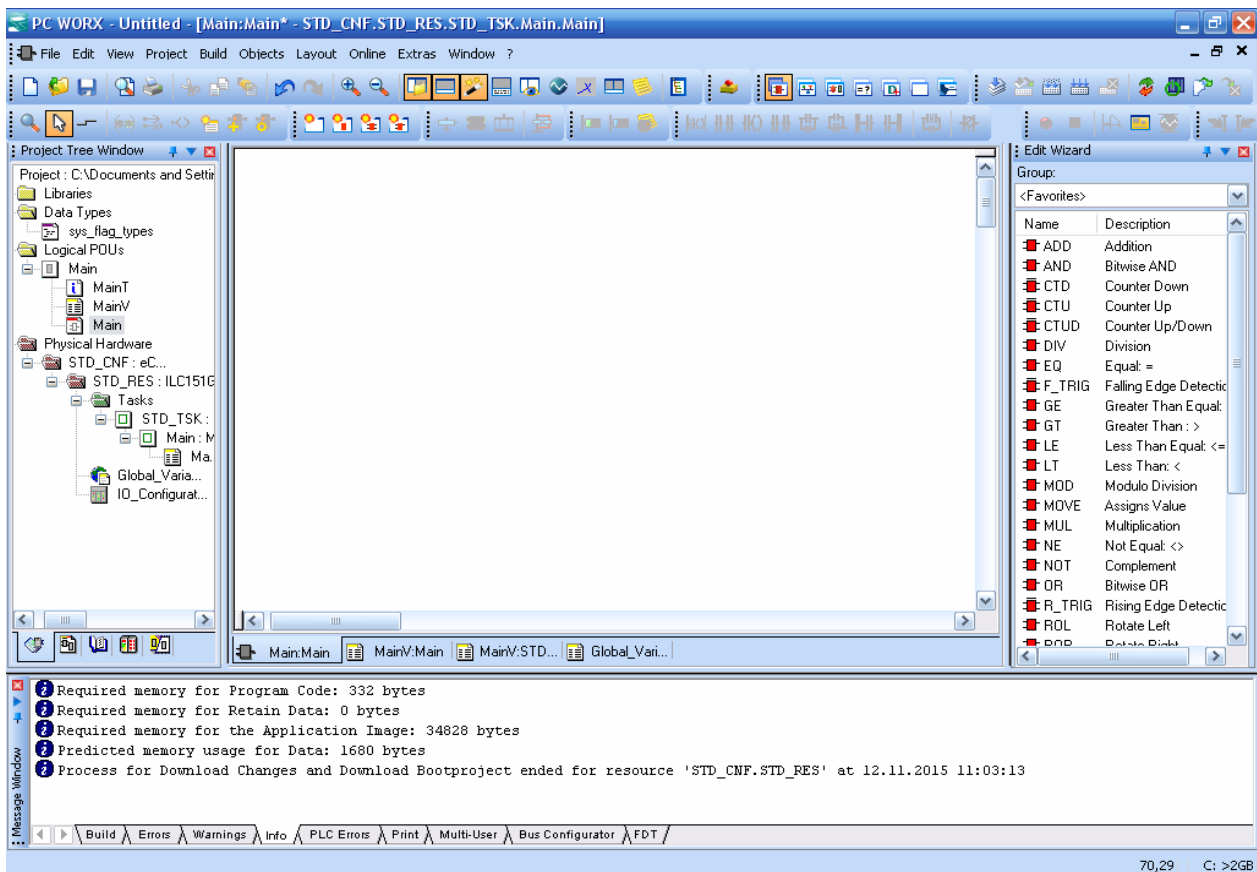 PC WORX - Untitled - [Main:Main* - STD_CNF.STD_RES.STD_TSK.Main.Main]
File Edit View Project Build Objects Layout Online Extras Window ?
Project Tree Window
Project : C:\Documents and Settin
Libraries
Data Types
sys_flag_types
Logical POUs
Main
MainT
MainV
Main
Physical Hardware
STD_CNF : eC...
STD_RES : ILC151G
Tasks
STD_TSK :
Main : M
Ma.
Global_Varia...
IO_Configurat...
Main:Main MainV:Main MainV:STD... Global_Vari...
Edit Wizard
Group:
<Favorites>
Name Description
ADD Addition
AND Bitwise AND
CTD Counter Down
CTU Counter Up
CTUD Counter Up/Down
DIV Division
EQ Equal: =
F_TRIG Falling Edge Detectic
GE Greater Than Equal:
GT Greater Than : >
LE Less Than Equal: <=
LT Less Than: <
MOD Modulo Division
MOVE Assigns Value
MUL Multiplication
NE Not Equal: <>
NOT Complement
OR Bitwise OR
R_TRIG Rising Edge Detectic
ROL Rotate Left
ROR Rotate Right
Message Window
Required memory for Program Code: 332 bytes
Required memory for Retain Data: 0 bytes
Required memory for the Application Image: 34828 bytes
Predicted memory usage for Data: 1680 bytes
Process for Download Changes and Download Bootproject ended for resource 'STD_CNF.STD_RES' at 12.11.2015 11:03:13
Build Errors Warnings Info PLC Errors Print Multi-User Bus Configurator FDT
70,29 C: >2GB